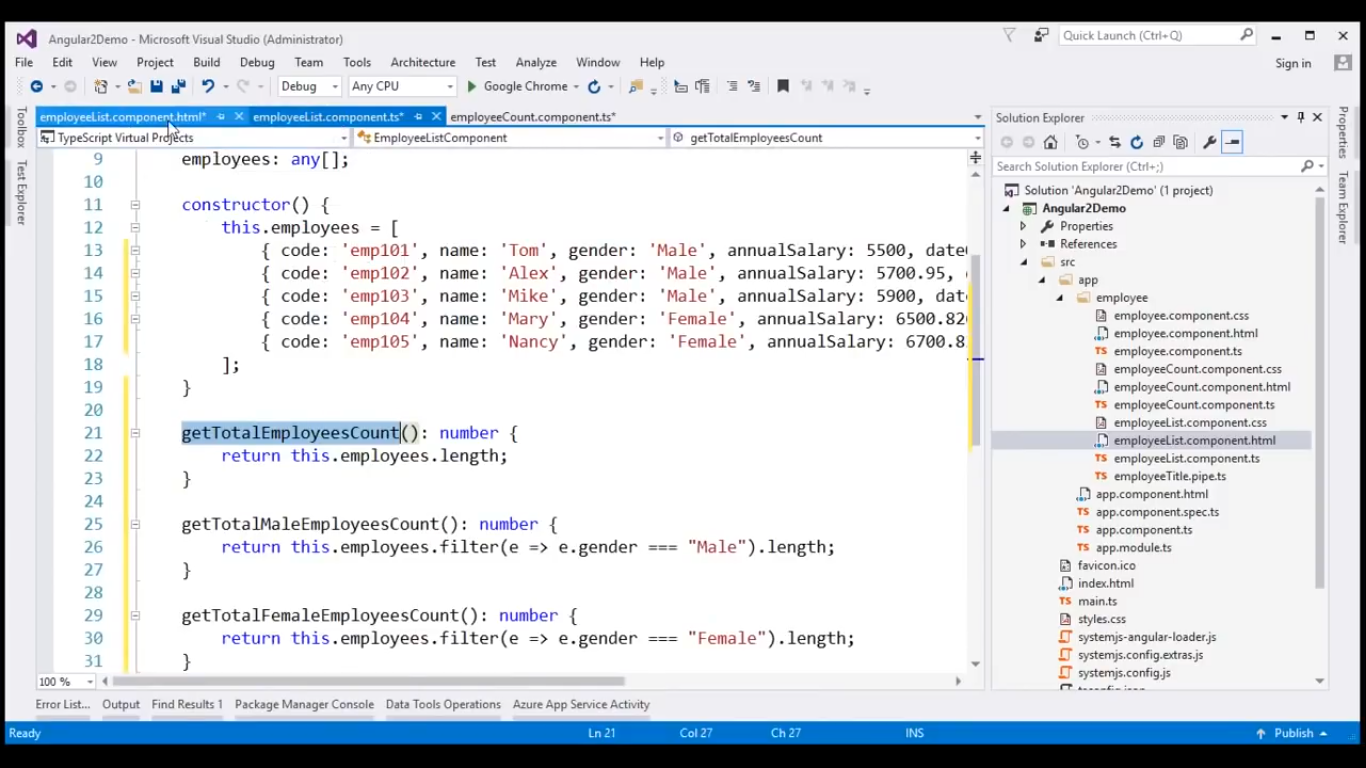 Angular2Demo - Microsoft Visual Studio (Administrator)
Quick Launch (Ctrl+Q)
File Edit View Project Build Debug Team Tools Architecture Test Analyze Window Help
Sign in
Debug Any CPU Google Chrome
employeeList.component.html* employeeList.component.ts* employeeCount.component.ts*
TypeScript Virtual Projects EmployeeListComponent getTotalEmployeesCount
Toolbox
Test Explorer
9 employees: any[];
10
11 constructor() {
12 this.employees = [
13 { code: 'emp101', name: 'Tom', gender: 'Male', annualSalary: 5500, date
14 { code: 'emp102', name: 'Alex', gender: 'Male', annualSalary: 5700.95,
15 { code: 'emp103', name: 'Mike', gender: 'Male', annualSalary: 5900, dat
16 { code: 'emp104', name: 'Mary', gender: 'Female', annualSalary: 6500.826
17 { code: 'emp105', name: 'Nancy', gender: 'Female', annualSalary: 6700.8
18 ];
19 }
20
21 getTotalEmployeesCount(): number {
22 return this.employees.length;
23 }
24
25 getTotalMaleEmployeesCount(): number {
26 return this.employees.filter(e => e.gender === "Male").length;
27 }
28
29 getTotalFemaleEmployeesCount(): number {
30 return this.employees.filter(e => e.gender === "Female").length;
31 }
100 %
Solution Explorer
Search Solution Explorer (Ctrl+;)
Solution 'Angular2Demo' (1 project)
Angular2Demo
Properties
References
src
app
employee
employee.component.css
employee.component.html
employee.component.ts
employeeCount.component.css
employeeCount.component.html
employeeCount.component.ts
employeeList.component.css
employeeList.component.html
employeeList.component.ts
employeeTitle.pipe.ts
app.component.html
app.component.spec.ts
app.component.ts
app.module.ts
favicon.ico
index.html
main.ts
styles.css
systemjs-angular-loader.js
systemjs.config.extras.js
systemjs.config.js
Properties
Team Explorer
Error List... Output Find Results 1 Package Manager Console Data Tools Operations Azure App Service Activity
Ready Ln 21 Col 27 Ch 27 INS Publish